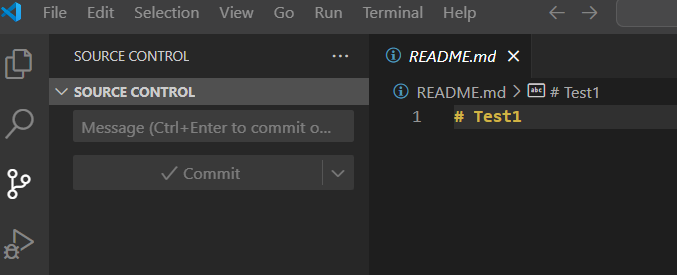 File Edit Selection View Go Run Terminal Help
SOURCE CONTROL ...
README.md
SOURCE CONTROL
README.md > abc # Test1
Message (Ctrl+Enter to commit o...
1 # Test1
Commit